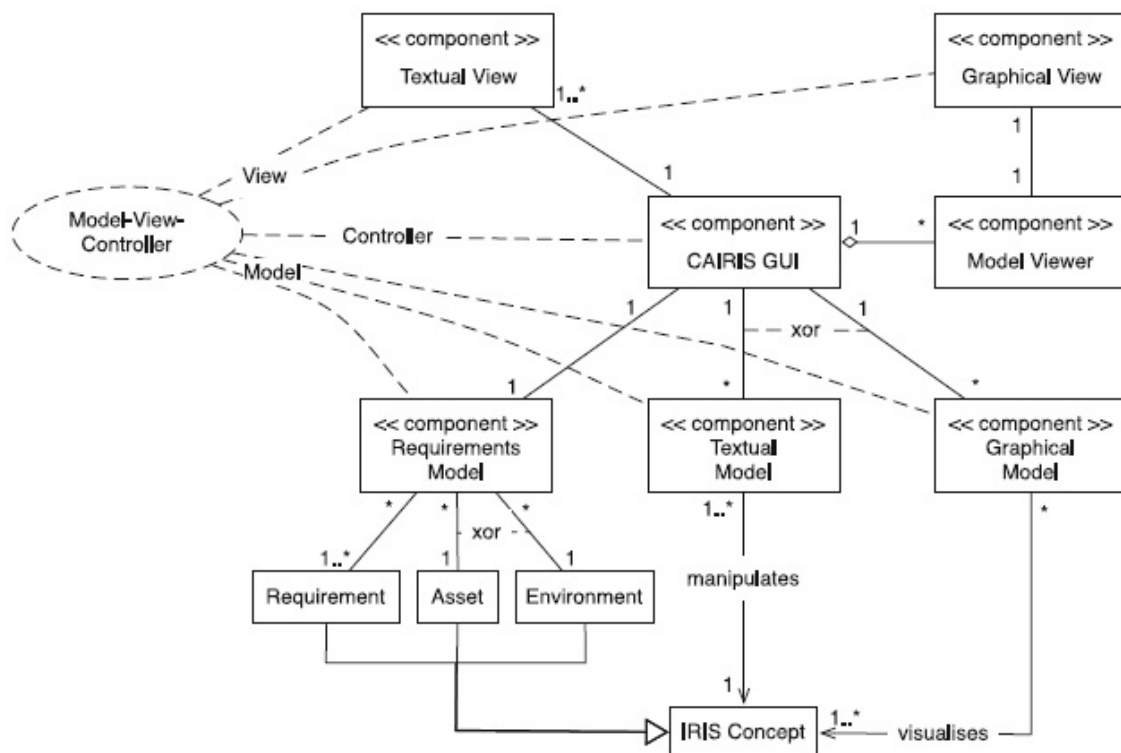 << component >>
Textual View
<< component >>
Graphical View
1..*
1
View
1
1
Model-View-
Controller
Controller
<< component >>
CAIRIS GUI
1
*
<< component >>
Model Viewer
Model
1
1
1
xor
1
*
*
<< component >>
Requirements
Model
<< component >>
Textual
Model
<< component >>
Graphical
Model
*
*
*
xor
1..*
*
1..*
1
1
Requirement
Asset
Environment
manipulates
1
IRIS Concept
1..*
visualises